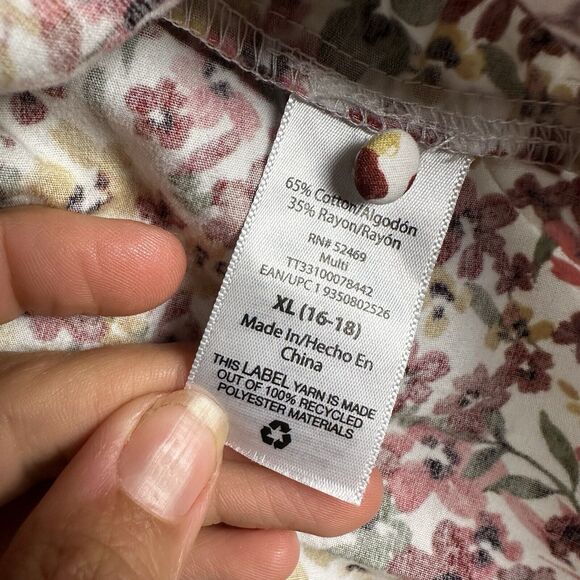 65% Cotton/Algodón
35% Rayon/Rayón
RN# 52469
Multi
TT33100078442
EAN/UPC 1 9350802526
XL (16-18)
Made In/Hecho En
China
THIS LABEL YARN IS MADE
OUT OF 100% RECYCLED
POLYESTER MATERIALS